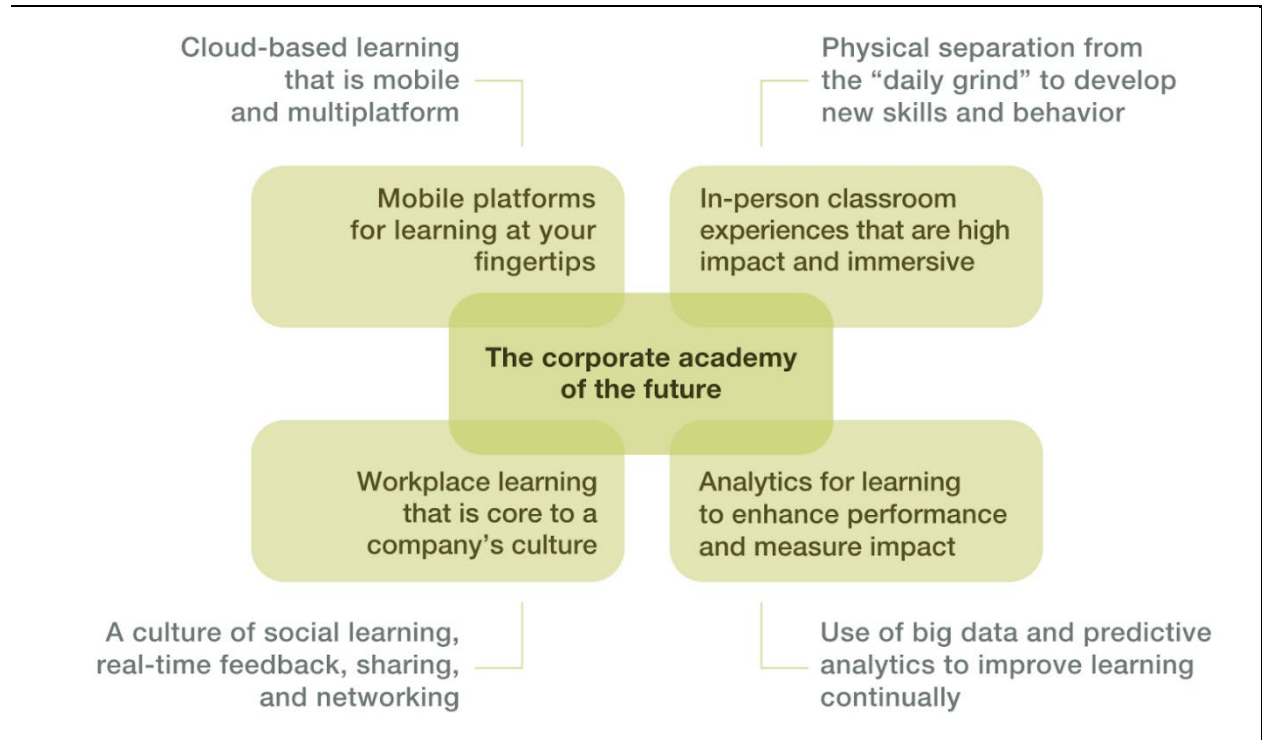 Cloud-based learning
that is mobile
and multiplatform
Physical separation from
the “daily grind” to develop
new skills and behavior
Mobile platforms
for learning at your
fingertips
In-person classroom
experiences that are high
impact and immersive
The corporate academy
of the future
Workplace learning
that is core to a
company’s culture
Analytics for learning
to enhance performance
and measure impact
A culture of social learning,
real-time feedback, sharing,
and networking
Use of big data and predictive
analytics to improve learning
continually